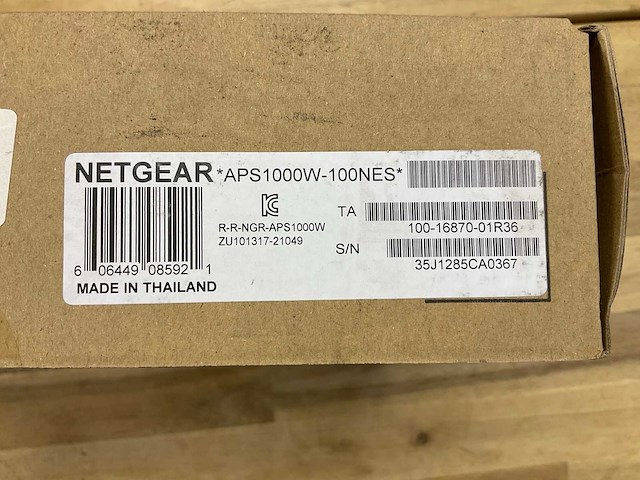 NETGEAR *APS1000W-100NES*
R-R-NGR-APS1000W
ZU101317-21049
TA
100-16870-01R36
S/N
35J1285CA0367
6 06449 08592 1
MADE IN THAILAND